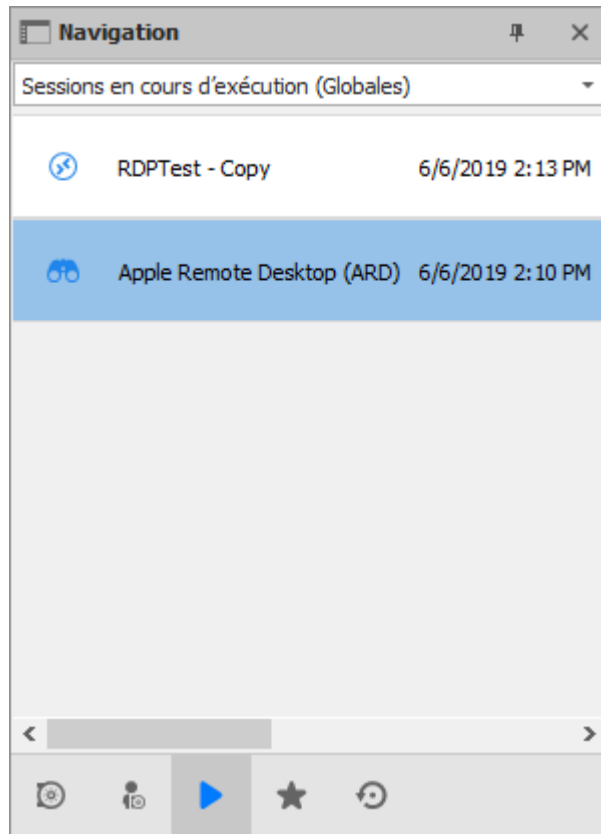 Navigation
Sessions en cours d’exécution (Globales)
RDPTest - Copy 6/6/2019 2:13 PM
Apple Remote Desktop (ARD) 6/6/2019 2:10 PM